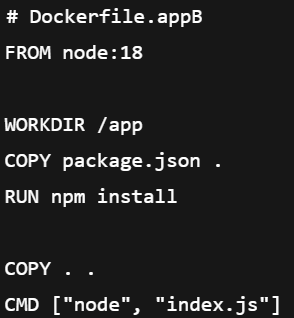 # Dockerfile.appB
FROM node:18
WORKDIR /app
COPY package.json .
RUN npm install
COPY . .
CMD ["node", "index.js"]